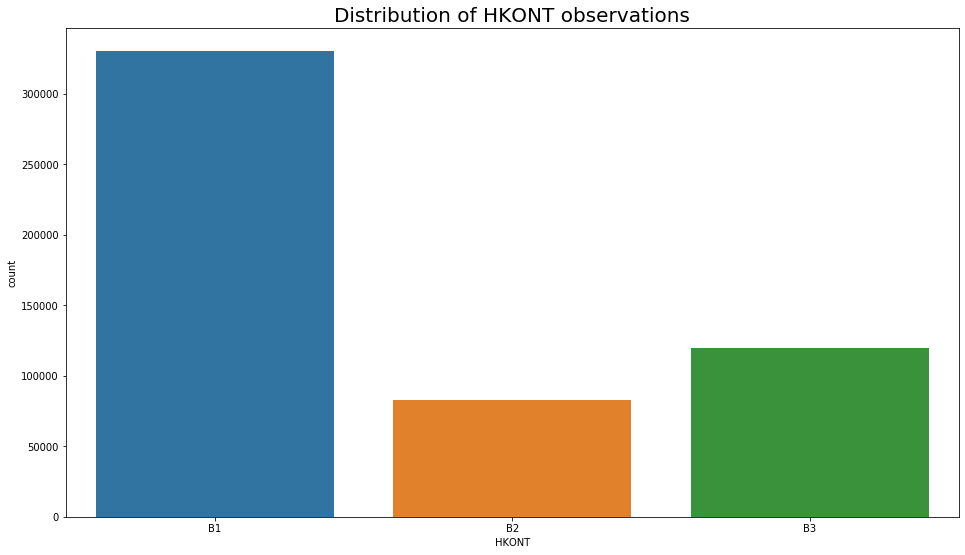 Distribution of HKONT observations
300000
250000
200000
150000
100000
50000
0
count
B1 B2 B3
HKONT